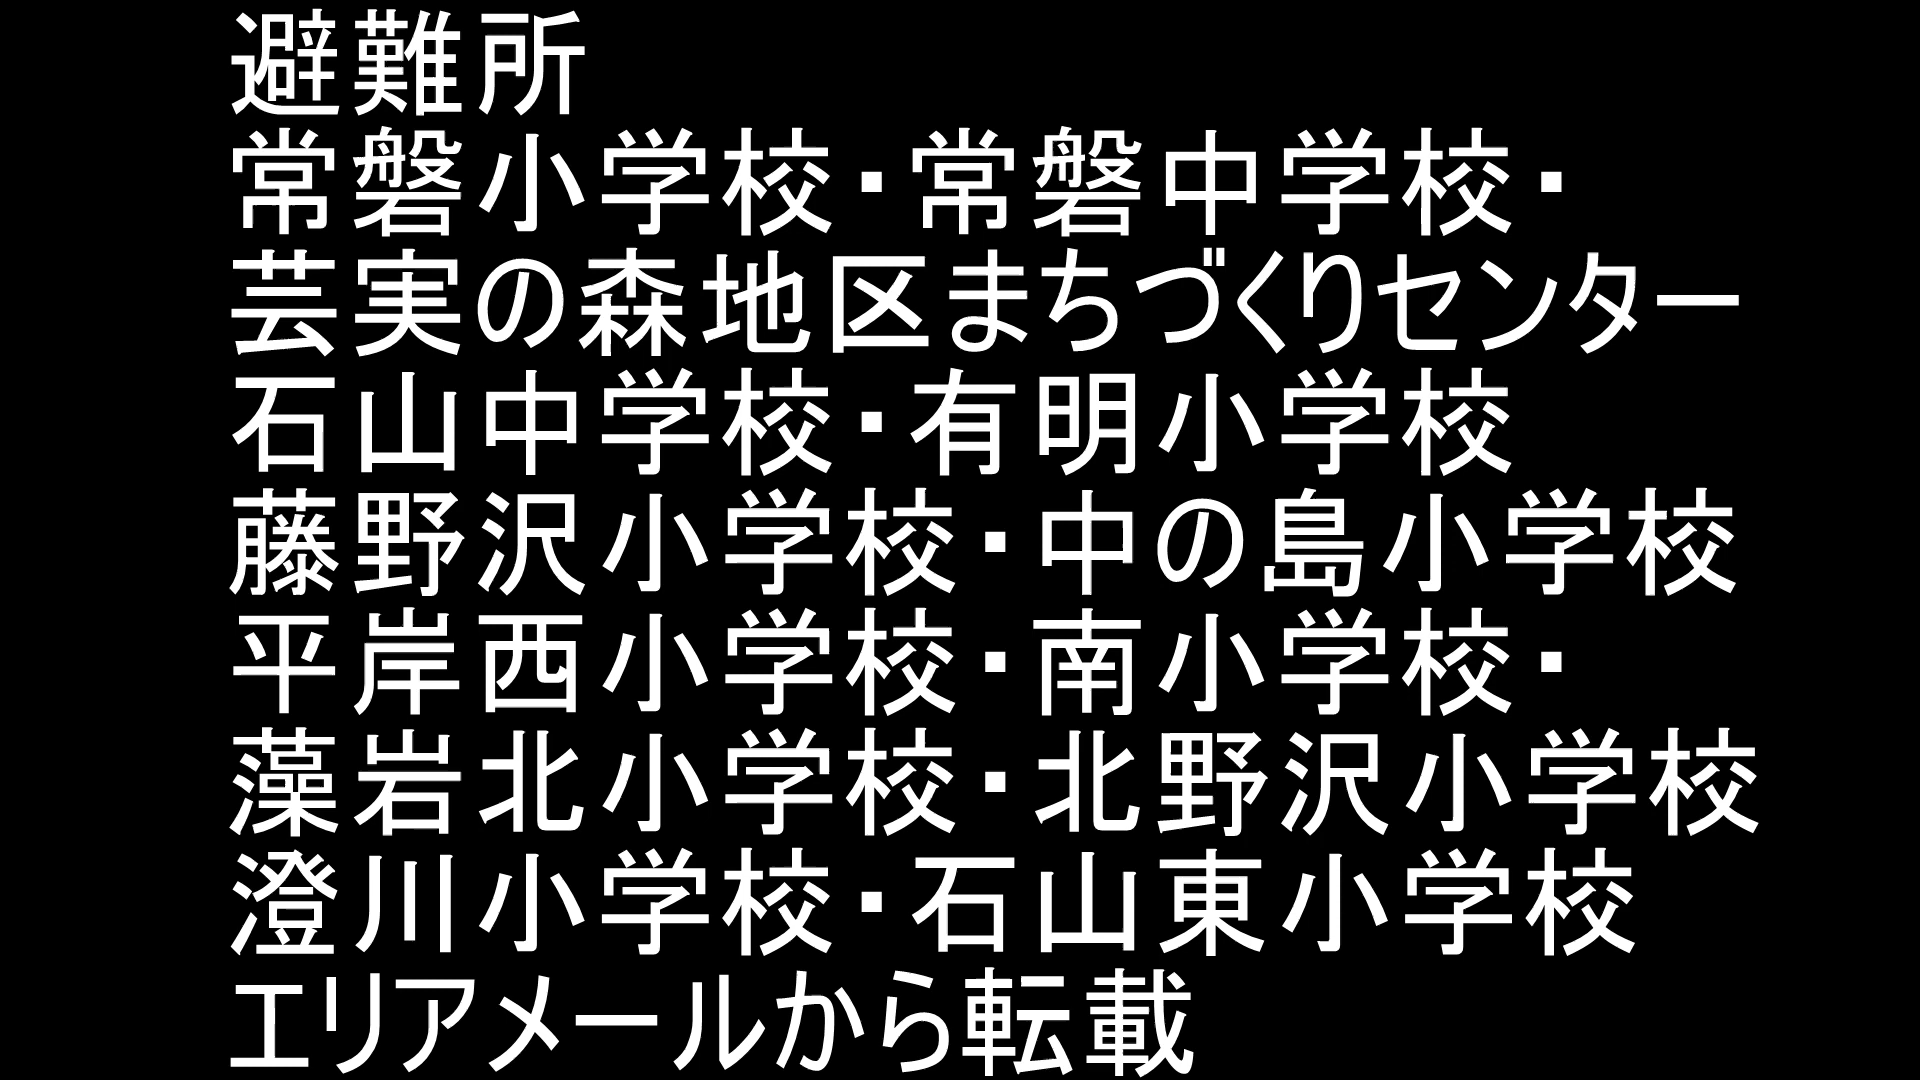 避難所
常磐小学校・常磐中学校・
芸実の森地区まちづくりセンター
石山中学校・有明小学校
藤野沢小学校・中の島小学校
平岸西小学校・南小学校・
藻岩北小学校・北野沢小学校
澄川小学校・石山東小学校
エリアメールから転載